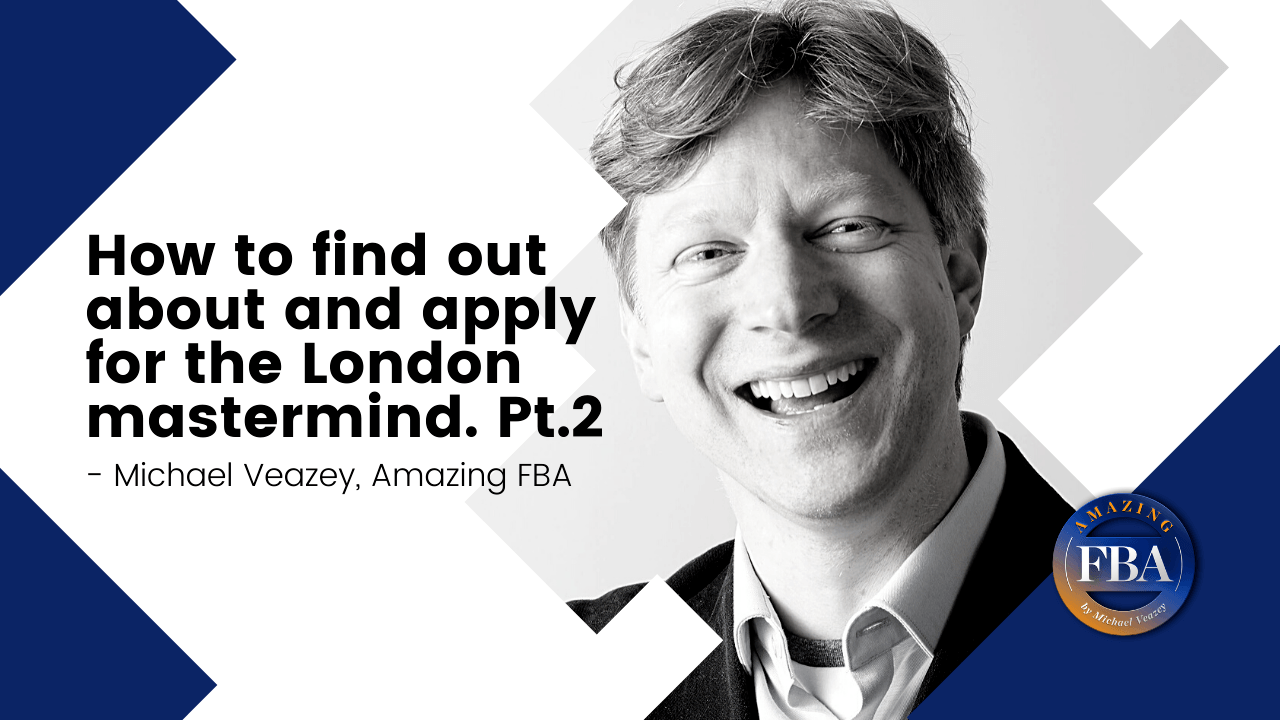 How to find out
about and apply
for the London
mastermind. Pt.2
- Michael Veazey, Amazing FBA
AMAZING
FBA
by Michael Veazey